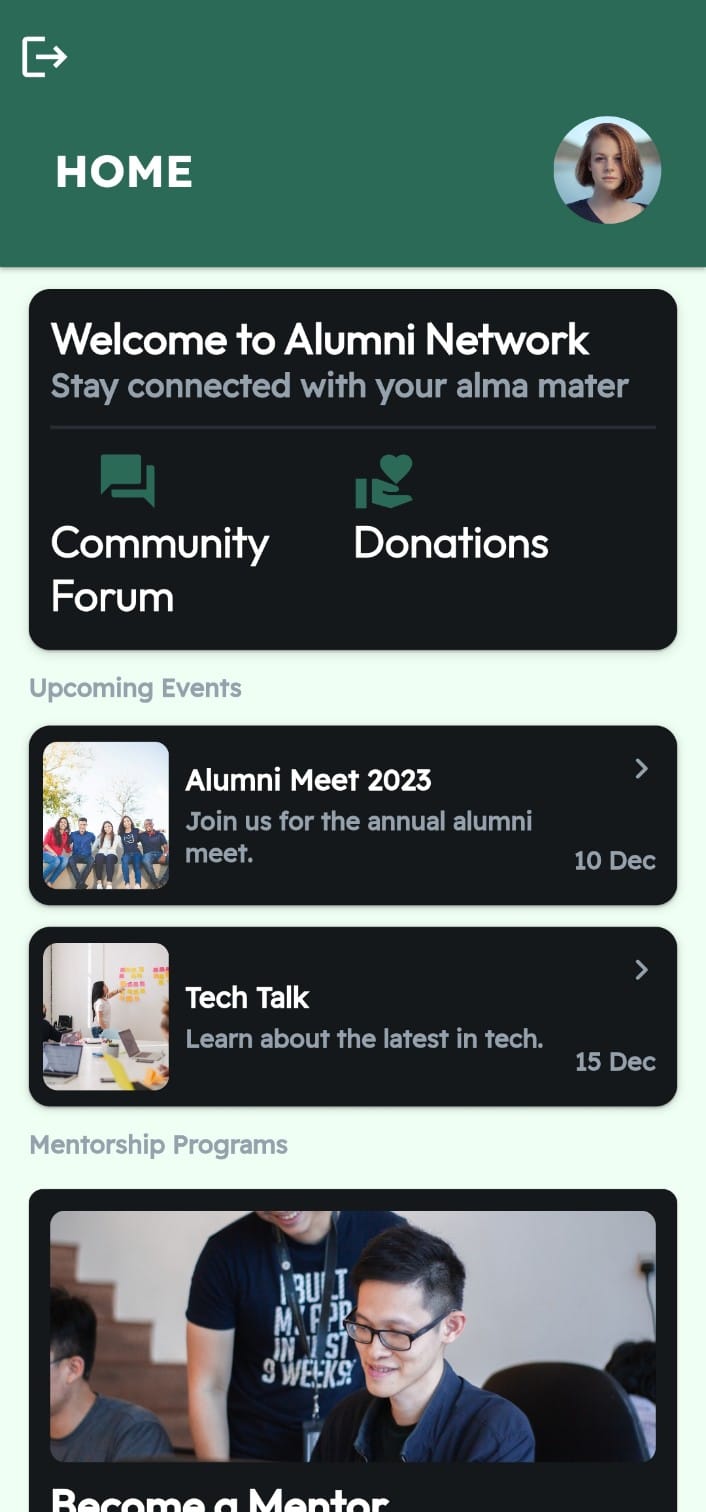 HOME
Welcome to Alumni Network
Stay connected with your alma mater
Community
Forum
Donations
Upcoming Events
Alumni Meet 2023
Join us for the annual alumni
meet.
10 Dec
Tech Talk
Learn about the latest in tech.
15 Dec
Mentorship Programs
I BUILT
MY APP
IN JUST
9 WEEKS!
Become a Mentor